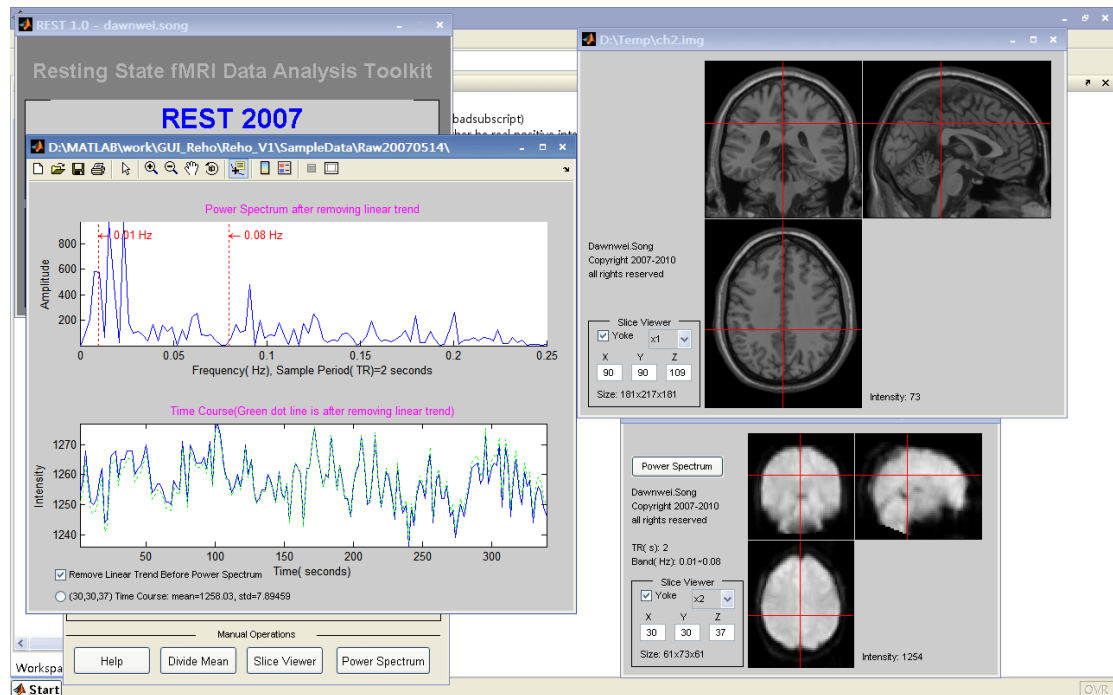 REST 1.0 - dawnwei.song
Resting State fMRI Data Analysis Toolkit
REST 2007
badsubscript)
D:\MATLAB\work\GUI_Reho\Reho_V1\SampleData\Raw20070514\
Power Spectrum after removing linear trend
← 0.01 Hz
← 0.08 Hz
Amplitude
800
600
400
200
0
0.05
0.1
0.15
0.2
0.25
Frequency( Hz), Sample Period( TR)=2 seconds
Time Course(Green dot line is after removing linear trend)
Intensity
1270
1260
1250
1240
50
100
150
200
250
300
Time( seconds)
Remove Linear Trend Before Power Spectrum
(30,30,37) Time Course: mean=1258.03, std=7.89459
Manual Operations
Help
Divide Mean
Slice Viewer
Power Spectrum
Workspa
Start
OVR
D:\Temp\ch2.img
Dawnwei.Song
Copyright 2007-2010
all rights reserved
Slice Viewer
Yoke
x1
X Y Z
90 90 109
Size: 181x217x181
Intensity: 73
Power Spectrum
Dawnwei.Song
Copyright 2007-2010
all rights reserved
TR( s): 2
Band( Hz): 0.01~0.08
Slice Viewer
Yoke
x2
X Y Z
30 30 37
Size: 61x73x61
Intensity: 1254